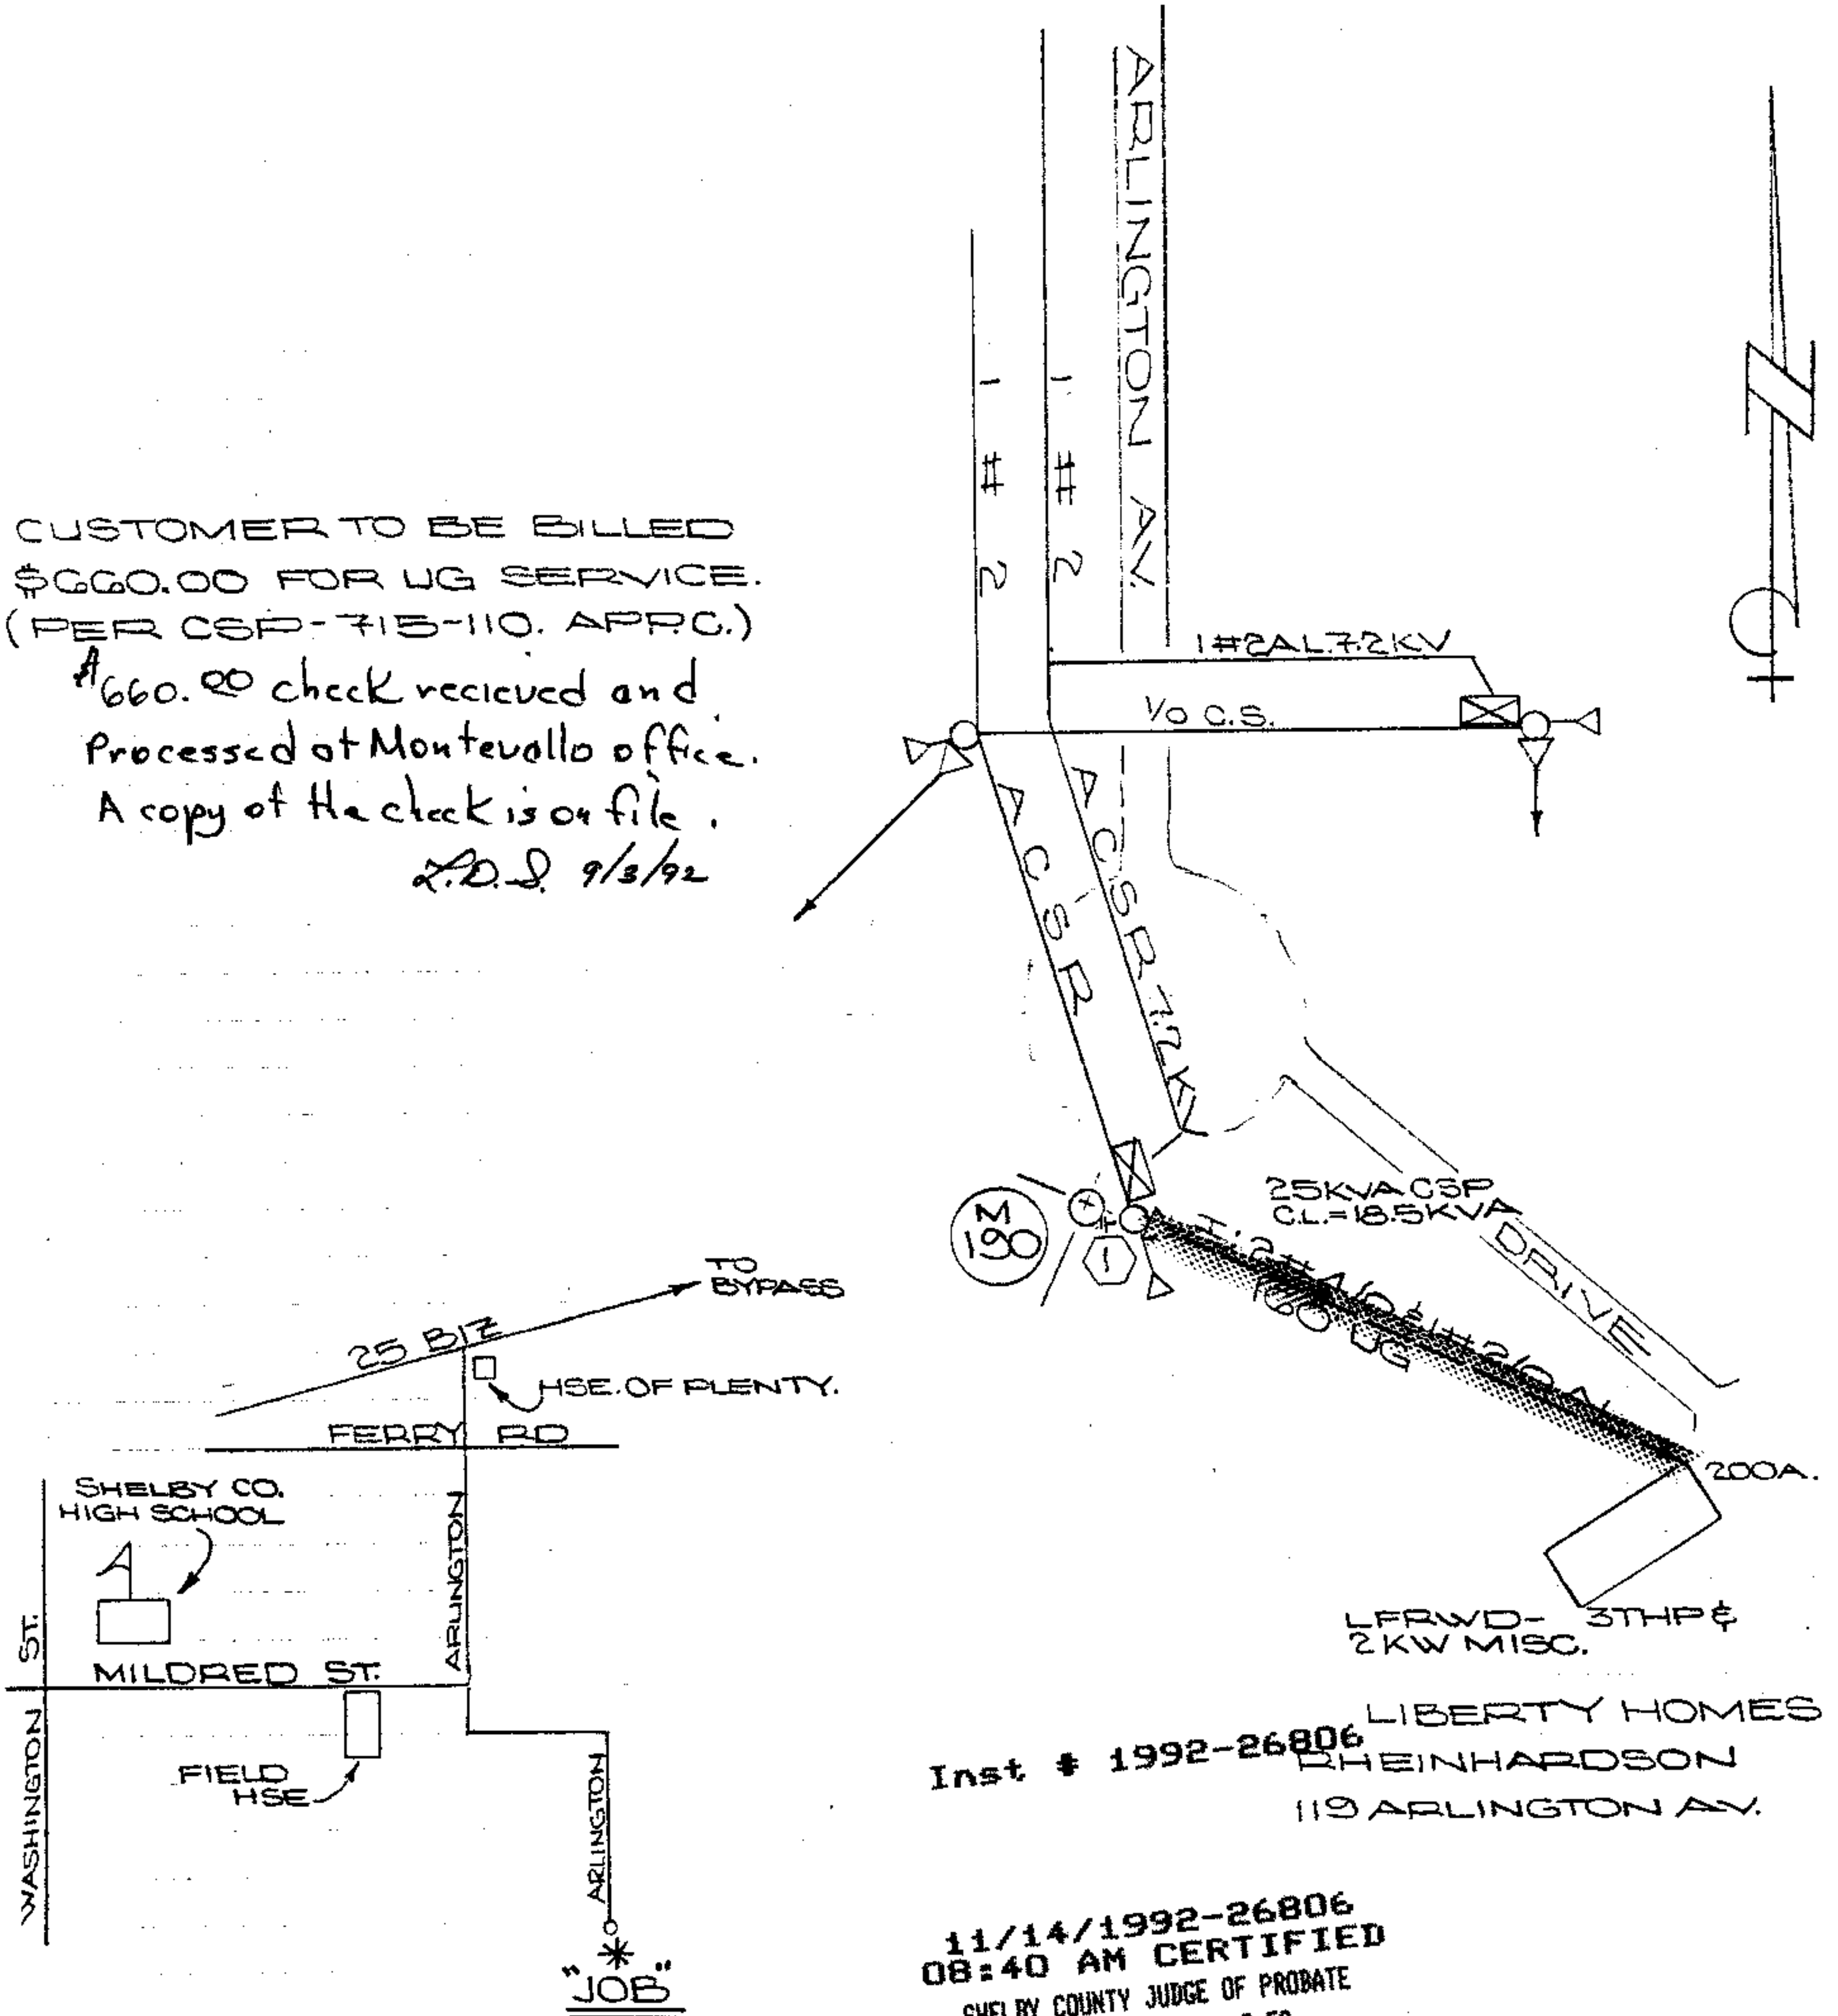 ARLINGTON AV.
1 # 2
1 # 2
CUSTOMER TO BE BILLED
$660.00 FOR UG SERVICE.
(PER CSP-715-110. APP.C.)
$660.00 check recieved and
Processed at Montevallo office.
A copy of the check is on file.
L.D.S. 9/3/92
1#2AL.7.2KV
1/0 C.S.
N
ACSR
ACSR 7.2KV
M
190
1
25KVA CSP
C.L.=18.5KVA
DRIVE
160' UG
200A.
TO
BYPASS
25 BIZ
HSE. OF PLENTY.
FERRY RD
SHELBY CO.
HIGH SCHOOL
ARLINGTON
WASHINGTON ST.
MILDRED ST.
FIELD
HSE
ARLINGTON
"JOB"
LFRWD- 3THP &
2KW MISC.
LIBERTY HOMES
Inst # 1992-26806
RHEINHARDSON
119 ARLINGTON AV.
11/14/1992-26806
08:40 AM CERTIFIED
SHELBY COUNTY JUDGE OF PROBATE